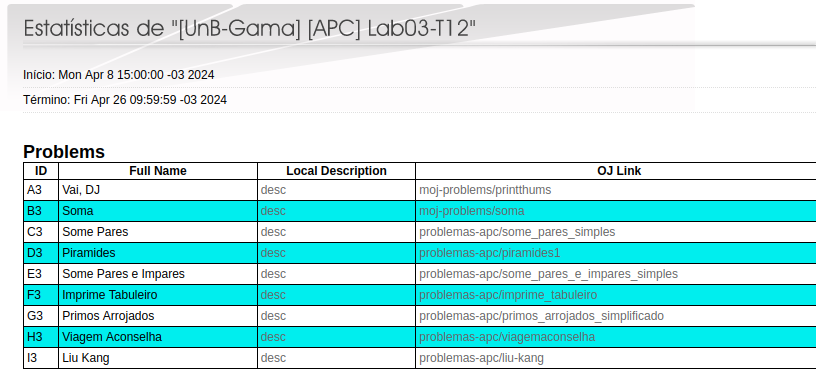 Estatísticas de "[UnB-Gama] [APC] Lab03-T12"
Início: Mon Apr 8 15:00:00 -03 2024
Término: Fri Apr 26 09:59:59 -03 2024
Problems
ID Full Name Local Description OJ Link
A3 Vai, DJ desc moj-problems/printthums
B3 Soma desc moj-problems/soma
C3 Some Pares desc problemas-apc/some_pares_simples
D3 Piramides desc problemas-apc/piramides1
E3 Some Pares e Impares desc problemas-apc/some_pares_e_impares_simples
F3 Imprime Tabuleiro desc problemas-apc/imprime_tabuleiro
G3 Primos Arrojados desc problemas-apc/primos_arrojados_simplificado
H3 Viagem Aconselha desc problemas-apc/viagemaconselha
I3 Liu Kang desc problemas-apc/liu-kang